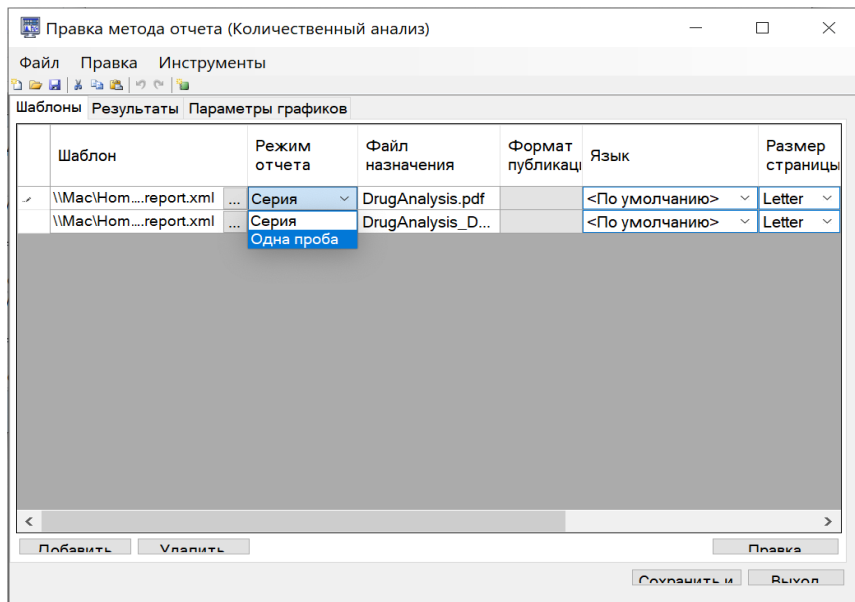 Правка метода отчета (Количественный анализ)
Файл Правка Инструменты
Шаблоны Результаты Параметры графиков
Шаблон Режим отчета Файл назначения Формат публикаци Язык Размер страницы
\\Mac\Hom....report.xml ... Серия DrugAnalysis.pdf <По умолчанию> Letter
\\Mac\Hom....report.xml ... Серия DrugAnalysis_D... <По умолчанию> Letter
Одна проба
Добавить Удалить Правка
Сохранить и Выход